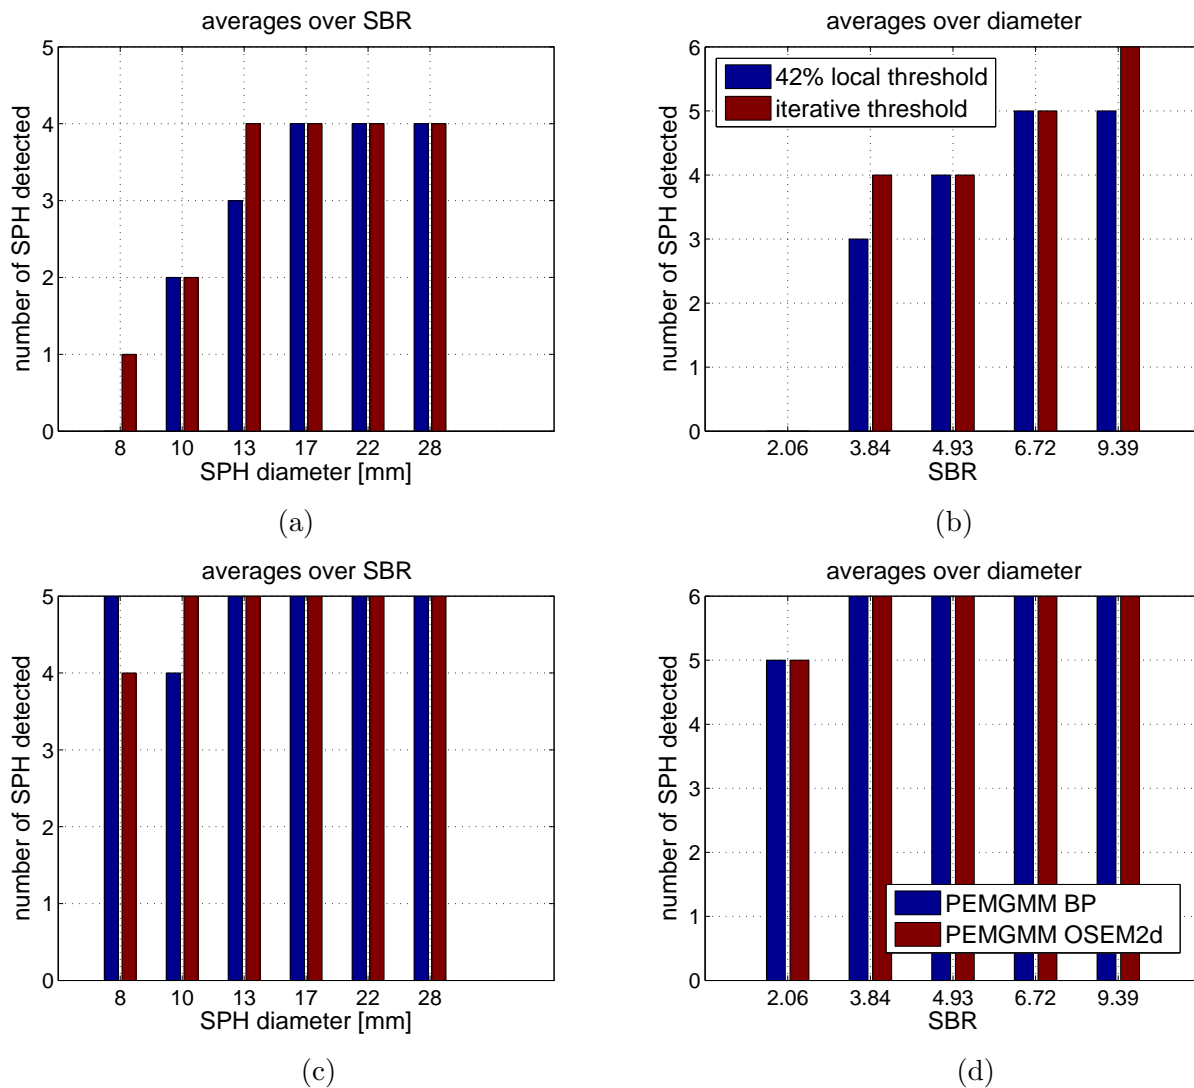 averages over SBR
number of SPH detected
5
4
3
2
1
0
8 10 13 17 22 28
SPH diameter [mm]
(a)
averages over diameter
number of SPH detected
6
5
4
3
2
1
0
42% local threshold
iterative threshold
2.06 3.84 4.93 6.72 9.39
SBR
(b)
averages over SBR
number of SPH detected
5
4
3
2
1
0
8 10 13 17 22 28
SPH diameter [mm]
(c)
averages over diameter
number of SPH detected
6
5
4
3
2
1
0
PEMGMM BP
PEMGMM OSEM2d
2.06 3.84 4.93 6.72 9.39
SBR
(d)